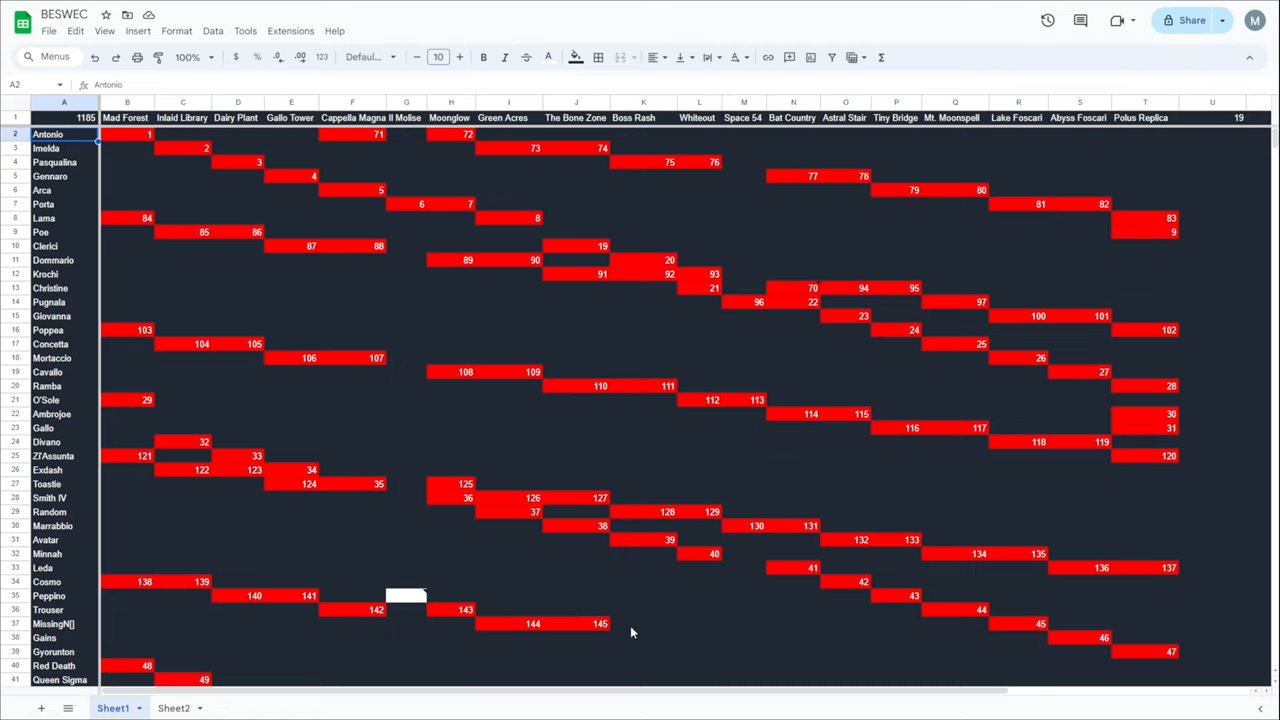 BESWEC
File Edit View Insert Format Data Tools Extensions Help
Share M
Menus 100% $ % .0 .00 123 Defaul... 10 B I A Σ
A2 fx Antonio
A B C D E F G H I J K L M N O P Q R S T U
1 1185 Mad Forest Inlaid Library Dairy Plant Gallo Tower Cappella Magna Il Molise Moonglow Green Acres The Bone Zone Boss Rash Whiteout Space 54 Bat Country Astral Stair Tiny Bridge Mt. Moonspell Lake Foscari Abyss Foscari Polus Replica 19
2 Antonio 1 71 72
3 Imelda 2 73 74
4 Pasqualina 3 75 76
5 Gennaro 4 77 78
6 Arca 5 79 80
7 Porta 6 7 81 82
8 Lama 84 8 83
9 Poe 85 86 9
10 Clerici 87 88 19
11 Dommario 89 90 20
12 Krochi 91 92 93
13 Christine 21 70 94 95
14 Pugnala 96 22 97
15 Giovanna 23 100 101
16 Poppea 103 24 102
17 Concetta 104 105 25
18 Mortaccio 106 107 26
19 Cavallo 108 109 27
20 Ramba 110 111 28
21 O'Sole 29 112 113
22 Ambrojoe 114 115 30
23 Gallo 116 117 31
24 Divano 32 118 119
25 Zi'Assunta 121 33 120
26 Exdash 122 123 34
27 Toastie 124 35 125
28 Smith IV 36 126 127
29 Random 37 128 129
30 Marrabbio 38 130 131
31 Avatar 39 132 133
32 Minnah 40 134 135
33 Leda 41 136 137
34 Cosmo 138 139 42
35 Peppino 140 141 43
36 Trouser 142 143 44
37 MissingN[] 144 145 45
38 Gains 46
39 Gyorunton 47
40 Red Death 48
41 Queen Sigma 49
Sheet1 Sheet2